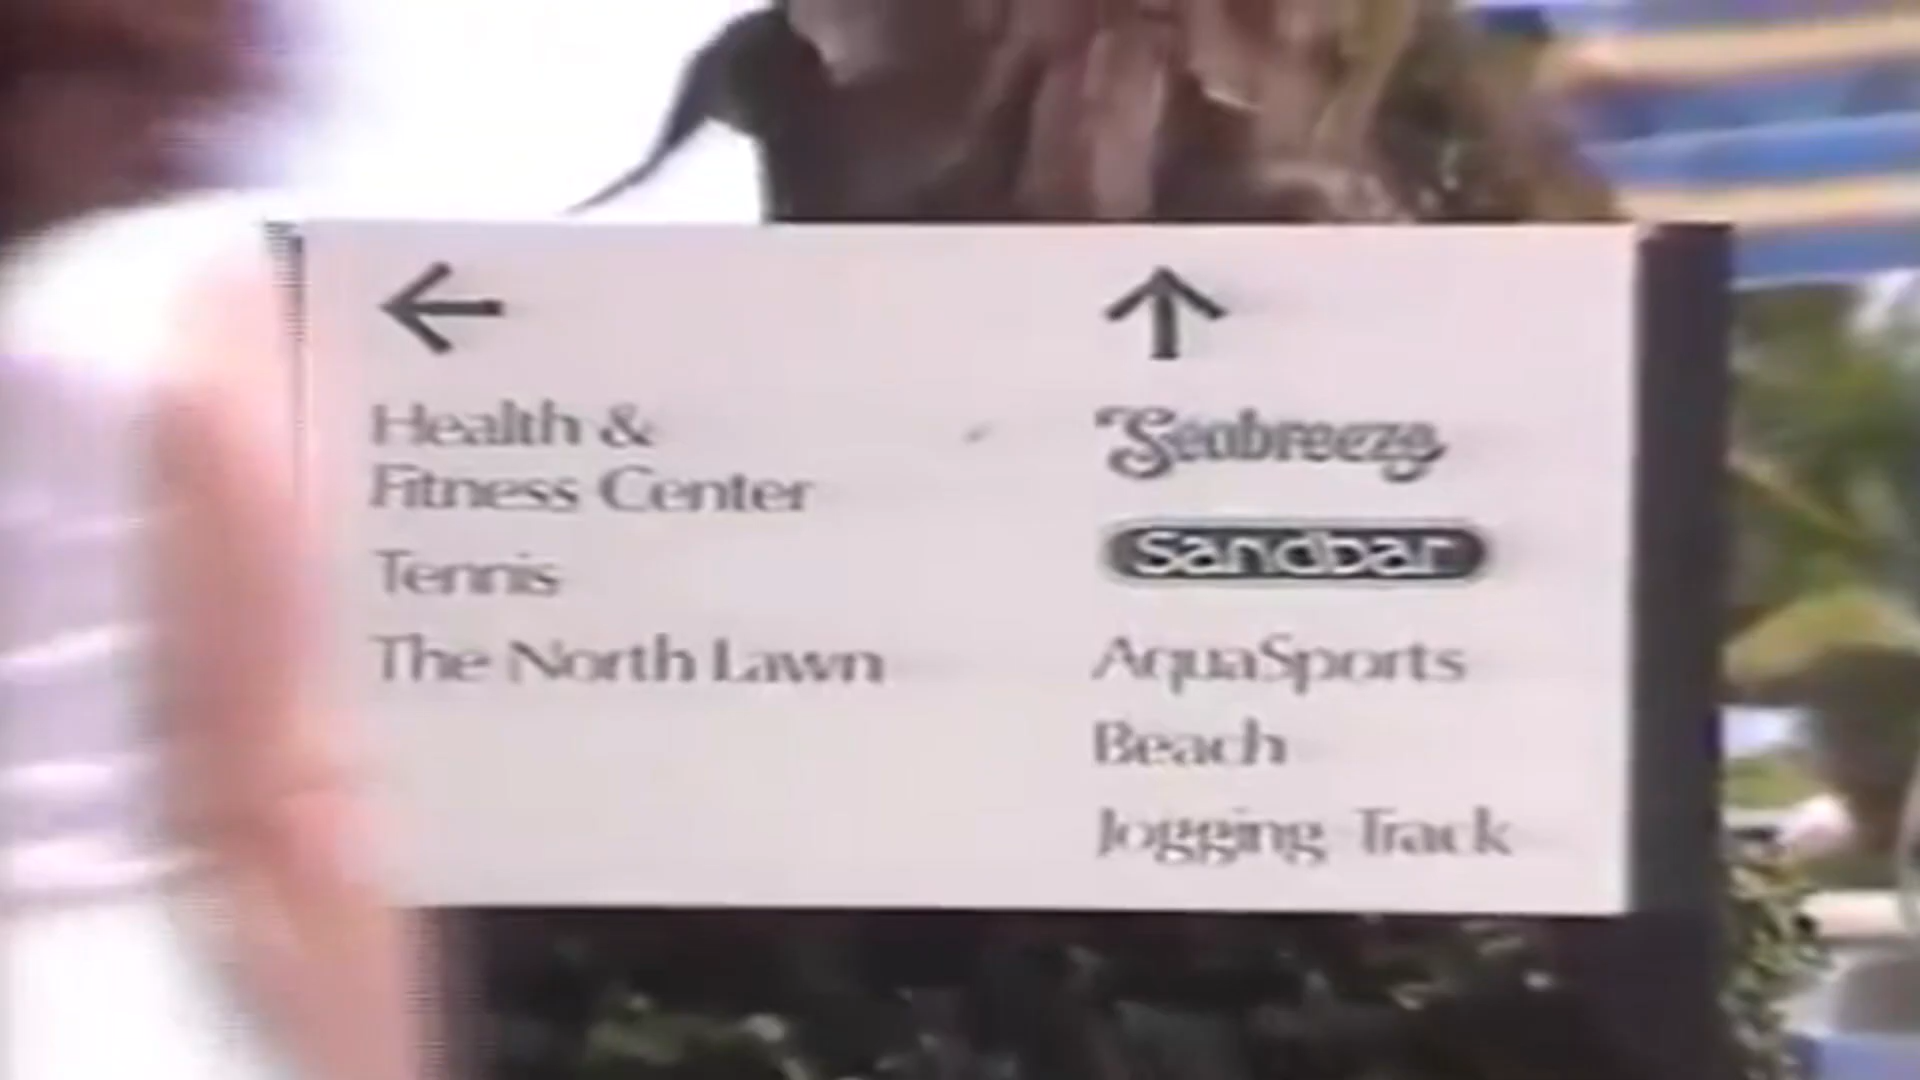 Health &
Fitness Center
Tennis
The North Lawn
Seabreeze
Sandbar
AquaSports
Beach
Jogging Track